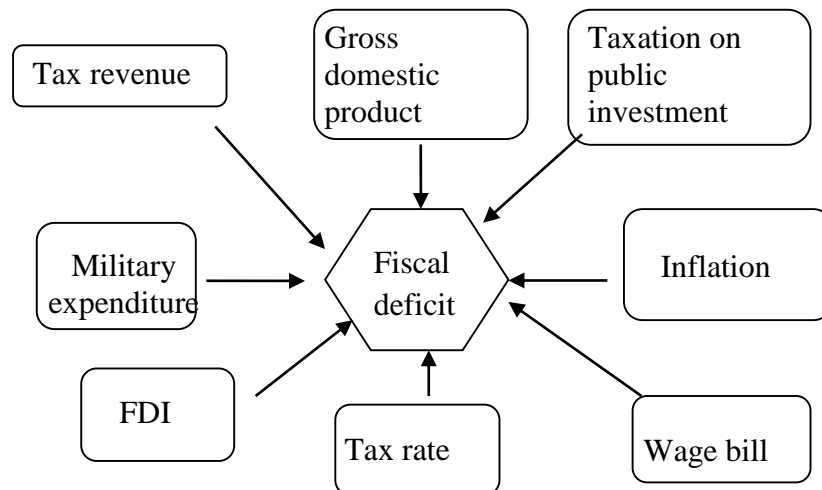 Tax revenue
Gross
domestic
product
Taxation on
public
investment
Military
expenditure
Fiscal
deficit
Inflation
FDI
Tax rate
Wage bill